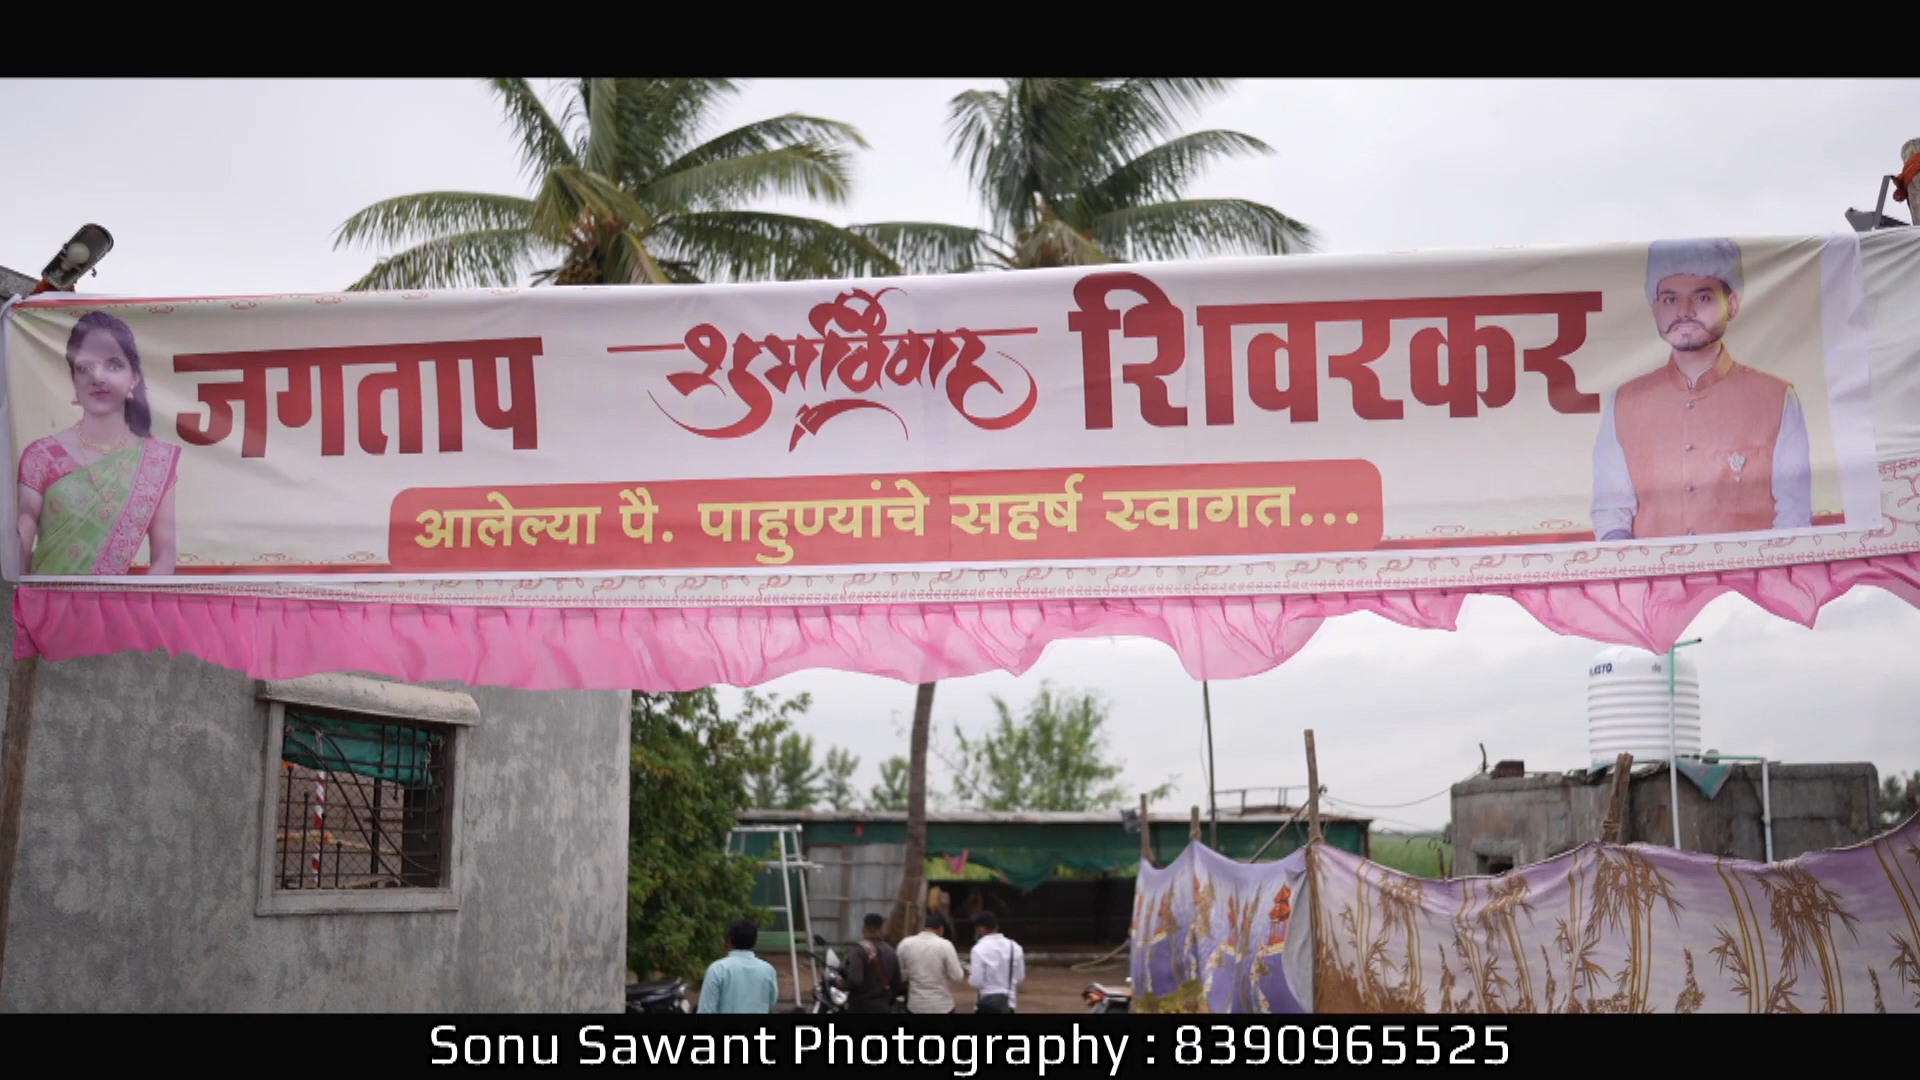 जगताप शुभविवाह शिवरकर
आलेल्या पै. पाहुण्यांचे सहर्ष स्वागत...
Sonu Sawant Photography : 8390965525